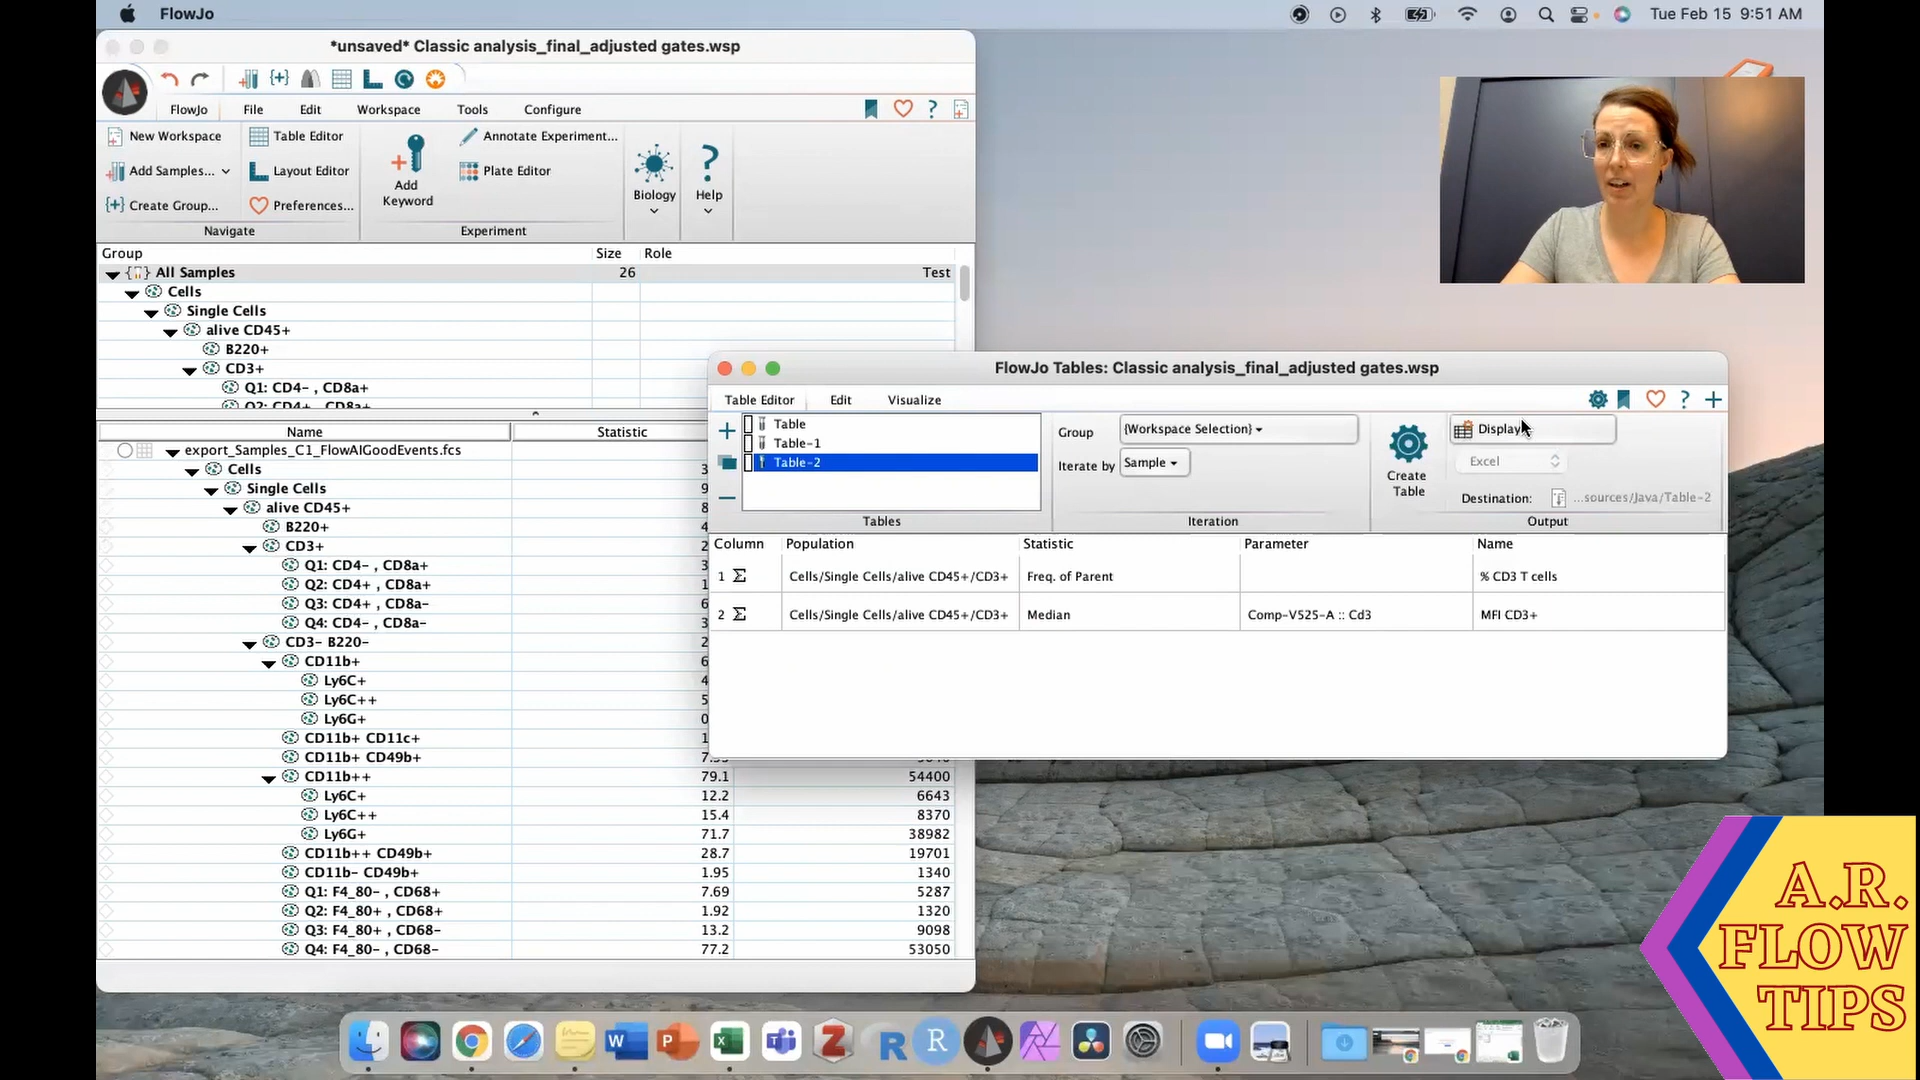 FlowJo
Tue Feb 15 9:51 AM
*unsaved* Classic analysis_final_adjusted gates.wsp
FlowJo File Edit Workspace Tools Configure
New Workspace
Table Editor
Add Samples...
Layout Editor
Create Group...
Preferences...
Add
Keyword
Annotate Experiment...
Plate Editor
Biology
Help
Navigate
Experiment
Group Size Role
All Samples 26 Test
Cells
Single Cells
alive CD45+
B220+
CD3+
Q1: CD4- , CD8a+
Q2: CD4+ , CD8a+
Name Statistic
export_Samples_C1_FlowAIGoodEvents.fcs
Cells
Single Cells
alive CD45+
B220+
CD3+
Q1: CD4- , CD8a+
Q2: CD4+ , CD8a+
Q3: CD4+ , CD8a-
Q4: CD4- , CD8a-
CD3- B220-
CD11b+
Ly6C+
Ly6C++
Ly6G+
CD11b+ CD11c+
CD11b+ CD49b+
CD11b++ 79.1 54400
Ly6C+ 12.2 6643
Ly6C++ 15.4 8370
Ly6G+ 71.7 38982
CD11b++ CD49b+ 28.7 19701
CD11b- CD49b+ 1.95 1340
Q1: F4_80- , CD68+ 7.69 5287
Q2: F4_80+ , CD68+ 1.92 1320
Q3: F4_80+ , CD68- 13.2 9098
Q4: F4_80- , CD68- 77.2 53050
FlowJo Tables: Classic analysis_final_adjusted gates.wsp
Table Editor Edit Visualize
Table
Table-1
Table-2
Tables
Group {Workspace Selection}
Iterate by Sample
Iteration
Create
Table
Display
Excel
Destination: ...sources/Java/Table-2
Output
Column Population Statistic Parameter Name
1 Σ Cells/Single Cells/alive CD45+/CD3+ Freq. of Parent % CD3 T cells
2 Σ Cells/Single Cells/alive CD45+/CD3+ Median Comp-V525-A :: Cd3 MFI CD3+
A.R.
FLOW
TIPS